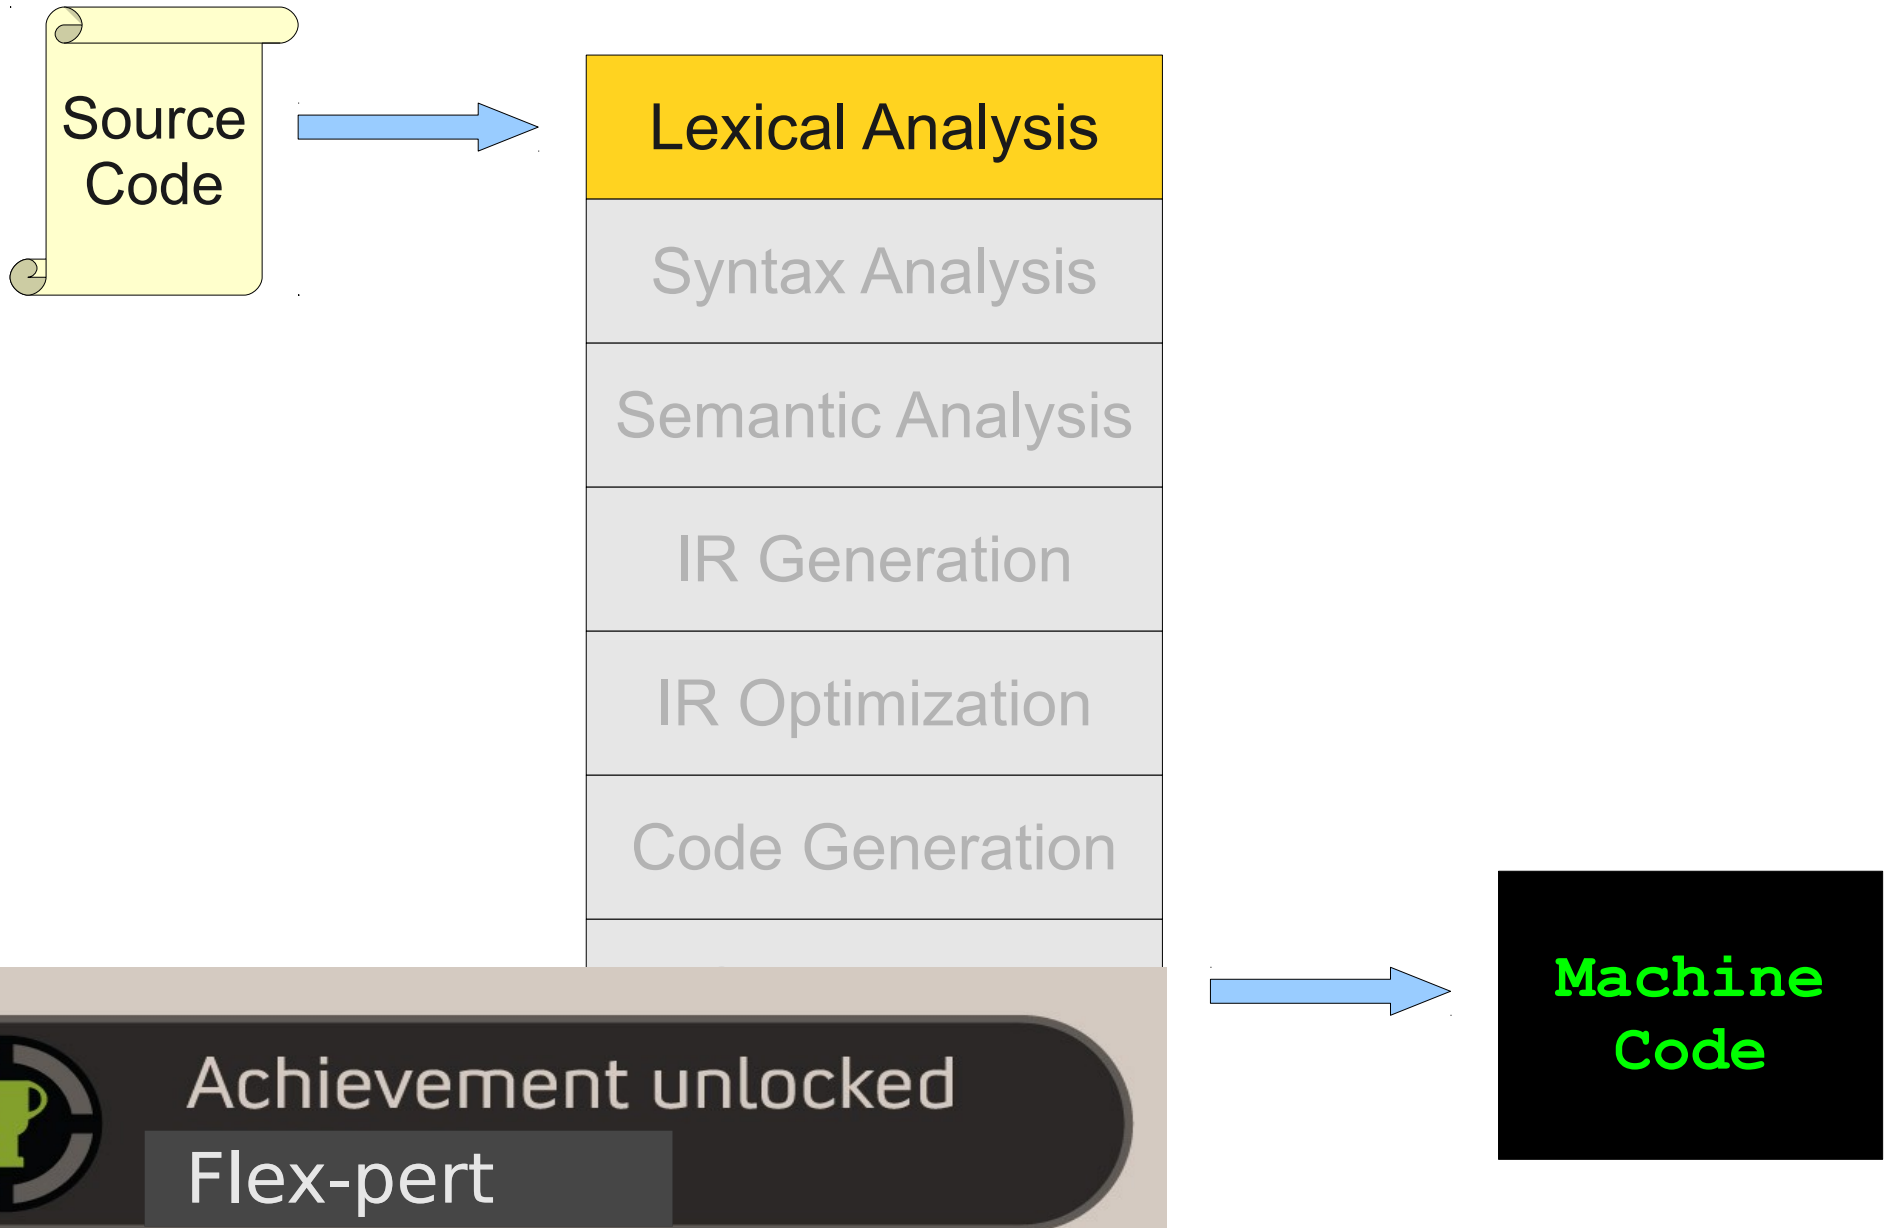 Source
Code
Lexical Analysis
Syntax Analysis
Semantic Analysis
IR Generation
IR Optimization
Code Generation
Machine
Code
Achievement unlocked
Flex-pert